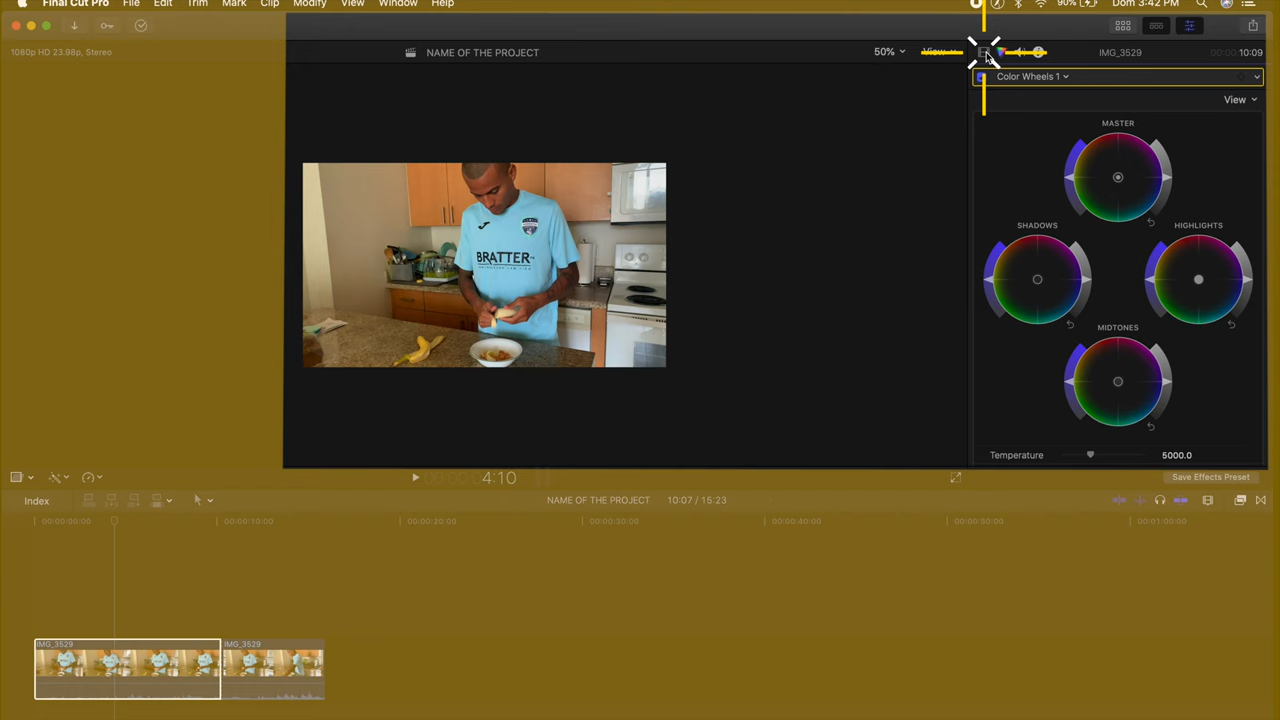 Final Cut Pro File Edit Trim Mark Clip Modify View Window Help 90% Dom 3:42 PM
1080p HD 23.98p, Stereo
NAME OF THE PROJECT
50%
View
IMG_3529
00:00:10:09
Color Wheels 1
View
MASTER
SHADOWS
HIGHLIGHTS
MIDTONES
BRATTER
Temperature 5000.0
4:10
Save Effects Preset
Index
NAME OF THE PROJECT
10:07 / 15:23
00:00:00:00
00:00:10:00
00:00:20:00
00:00:30:00
00:00:40:00
00:00:50:00
00:01:00:00
IMG_3529
IMG_3529